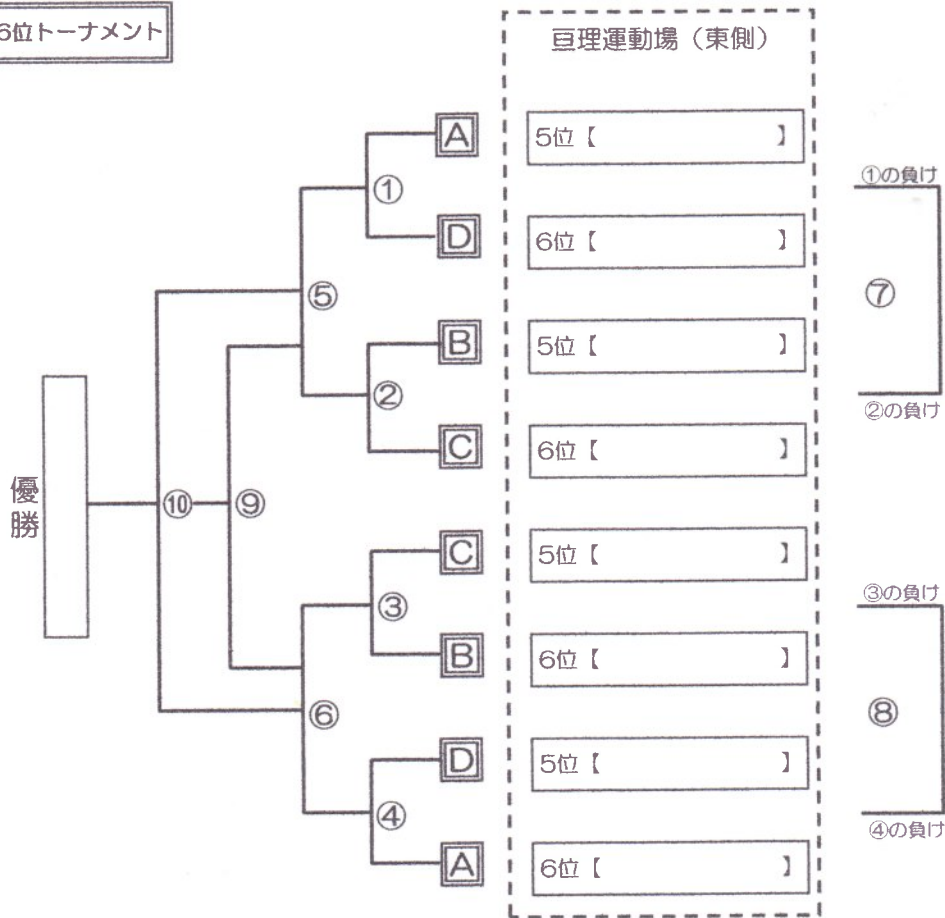 6位トーナメント
亘理運動場（東側）
A
5位【 】
①の負け
①
D
6位【 】
⑤
⑦
B
5位【 】
②
②の負け
C
6位【 】
優勝
⑩
⑨
C
5位【 】
③の負け
③
B
6位【 】
⑥
⑧
D
5位【 】
④
④の負け
A
6位【 】